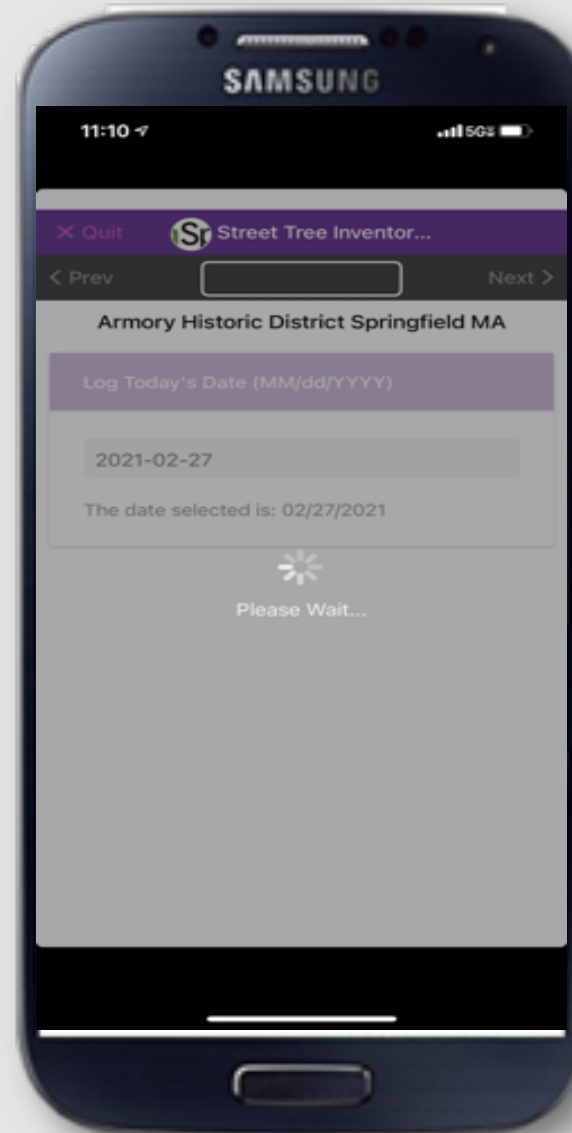 SAMSUNG
11:10
5G
× Quit
Sp Street Tree Inventor...
< Prev Next >
Armory Historic District Springfield MA
Log Today's Date (MM/dd/YYYY)
2021-02-27
The date selected is: 02/27/2021
Please Wait...